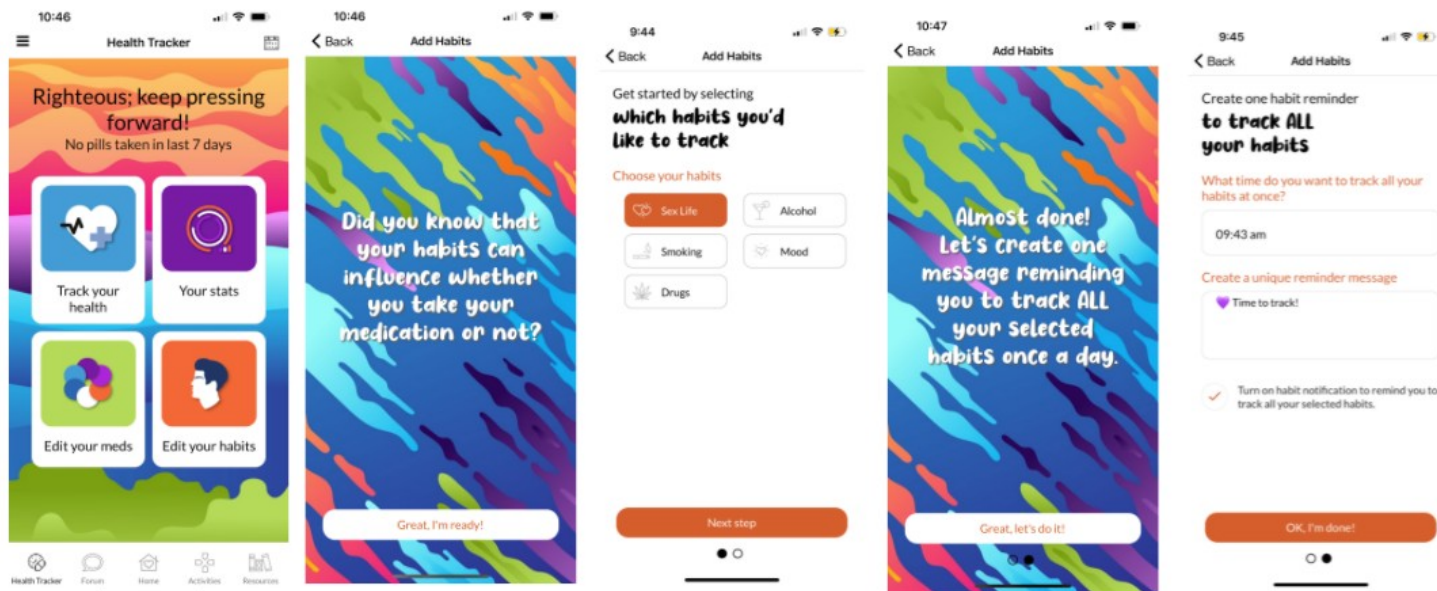 10:46
Health Tracker
Righteous; keep pressing
forward!
No pills taken in last 7 days
Track your
health
Your stats
Edit your meds
Edit your habits
Health Tracker
Forum
Home
Activities
Resources
10:46
Back
Add Habits
Did you know that
your habits can
influence whether
you take your
medication or not?
Great, I'm ready!
9:44
Back
Add Habits
Get started by selecting
which habits you'd
like to track
Choose your habits
Sex Life
Alcohol
Smoking
Mood
Drugs
Next step
10:47
Back
Add Habits
Almost done!
Let's create one
message reminding
you to track ALL
your selected
habits once a day.
Great, let's do it!
9:45
Back
Add Habits
Create one habit reminder
to track ALL
your habits
What time do you want to track all your
habits at once?
09:43 am
Create a unique reminder message
💜 Time to track!
Turn on habit notification to remind you to
track all your selected habits.
OK, I'm done!